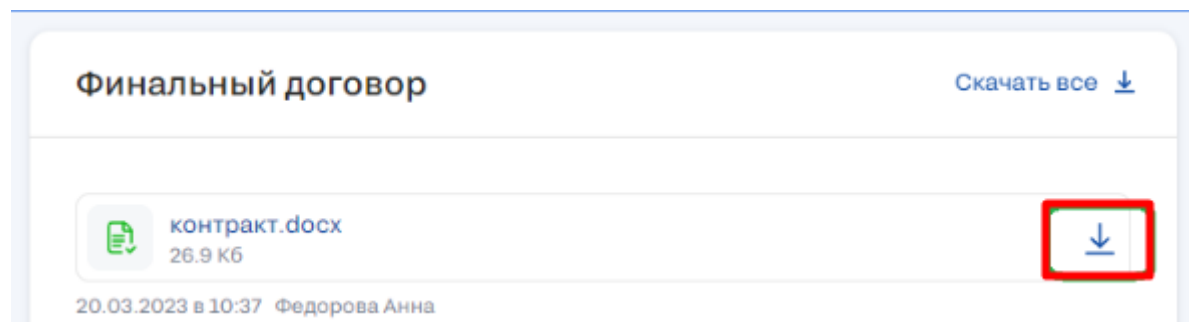 Финальный договор
Скачать все
контракт.docx
26.9 Кб
20.03.2023 в 10:37 Федорова Анна